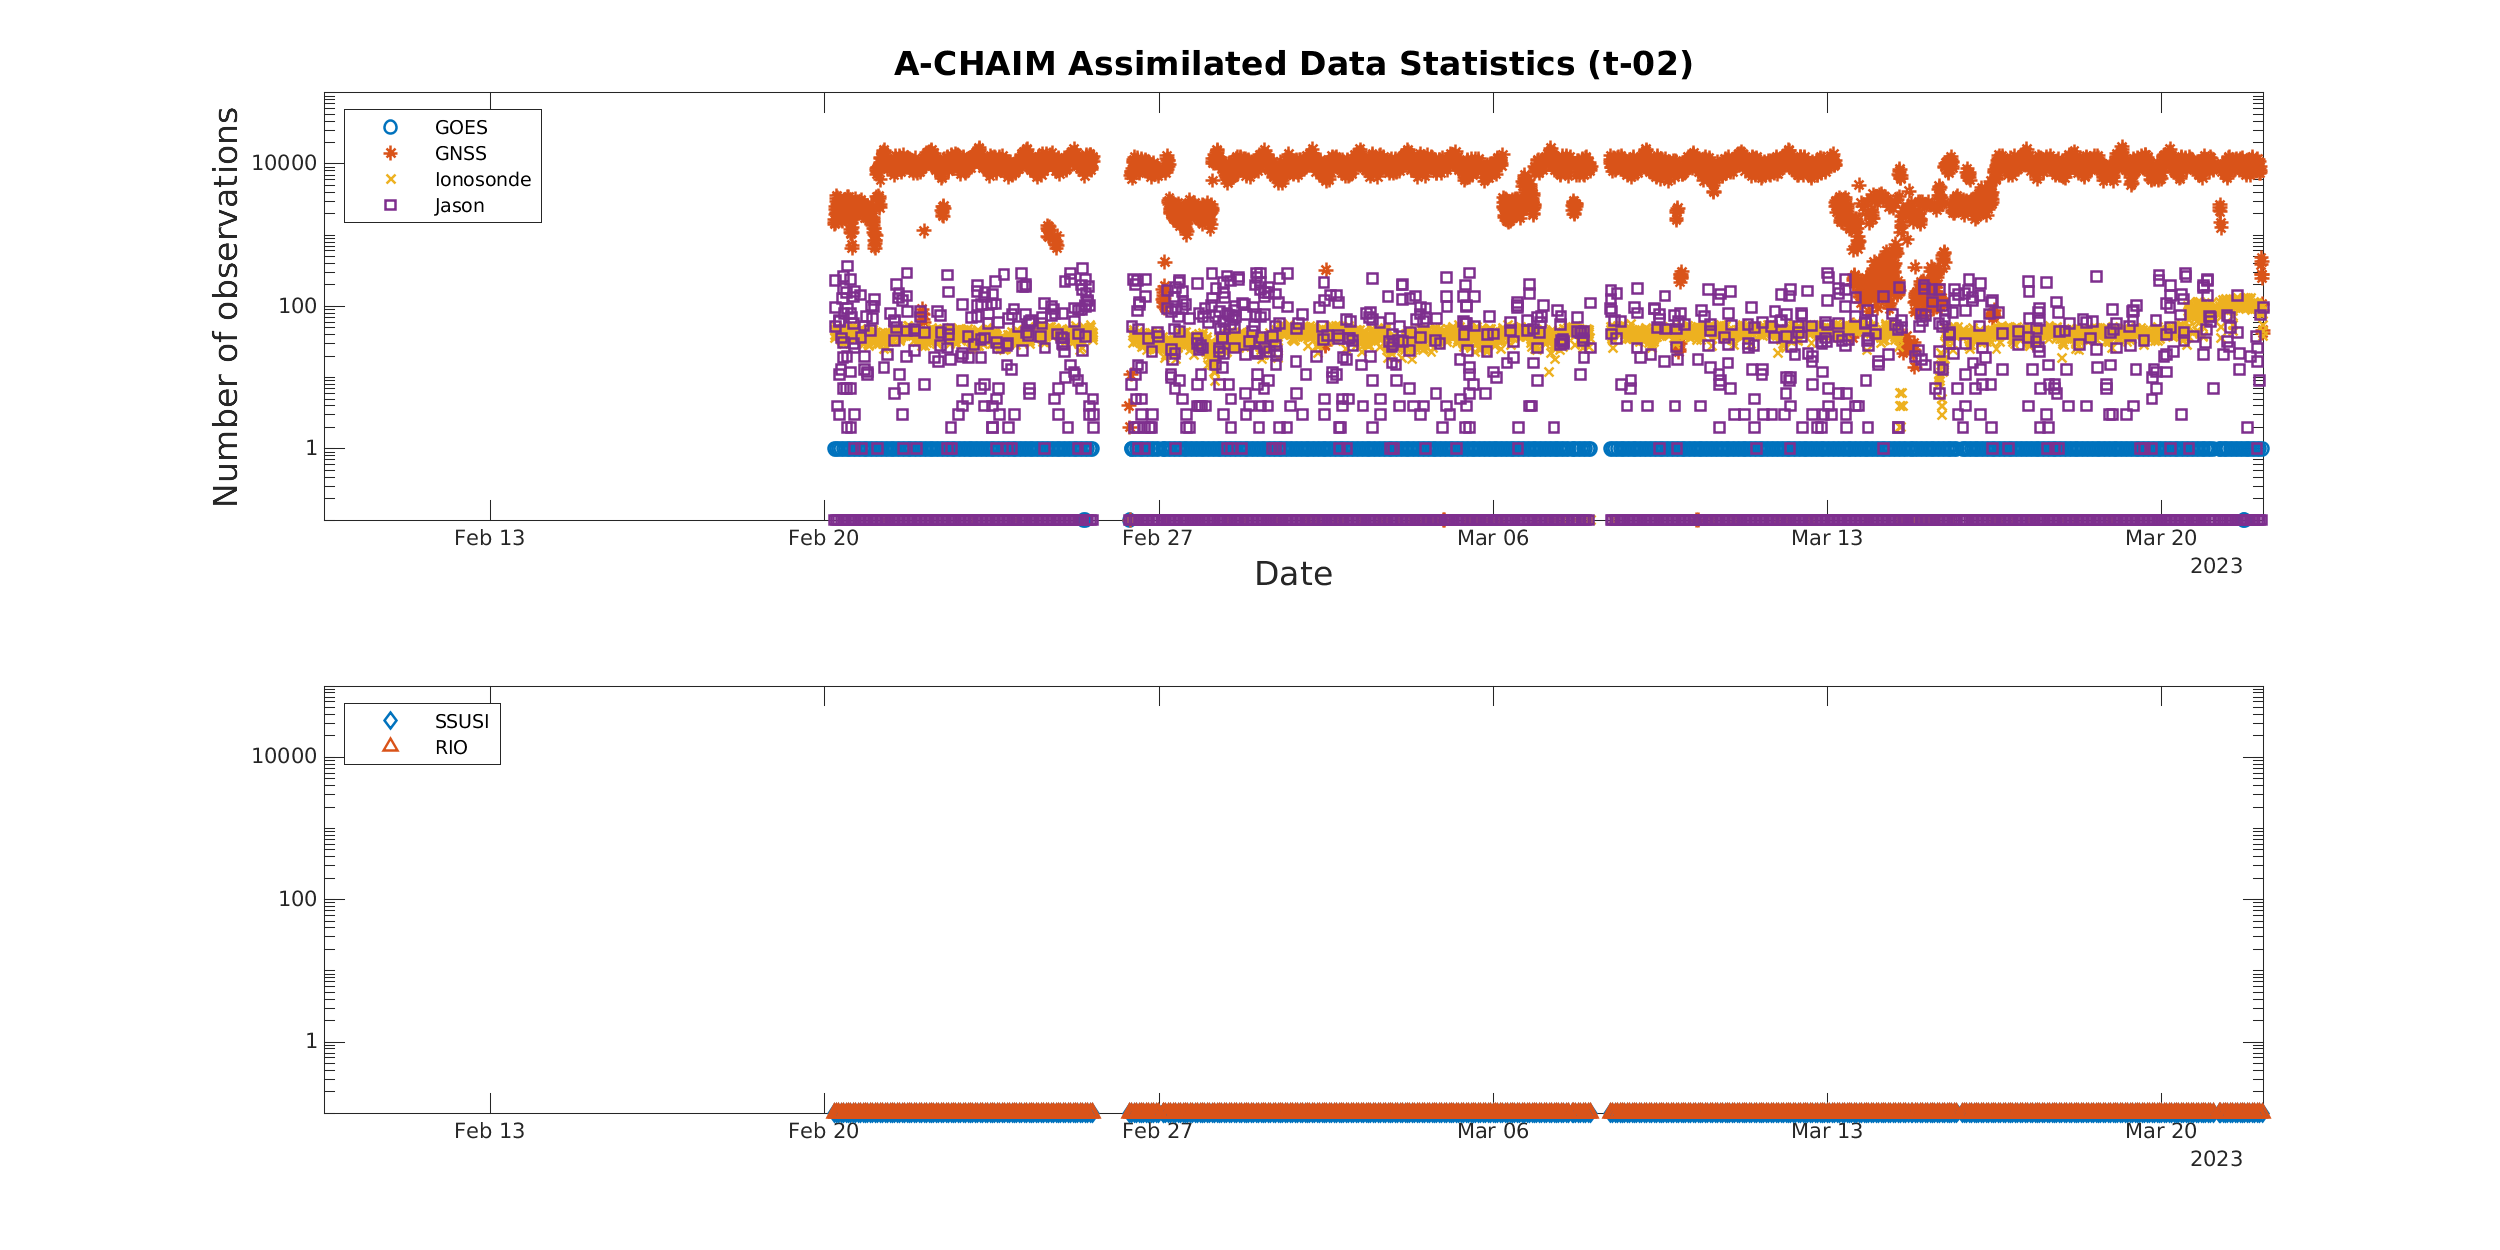 A-CHAIM Assimilated Data Statistics (t-02)
GOES
GNSS
Ionosonde
Jason
10000
100
1
Number of observations
Feb 13
Feb 20
Feb 27
Mar 06
Mar 13
Mar 20
2023
Date
SSUSI
RIO
10000
100
1
Feb 13
Feb 20
Feb 27
Mar 06
Mar 13
Mar 20
2023